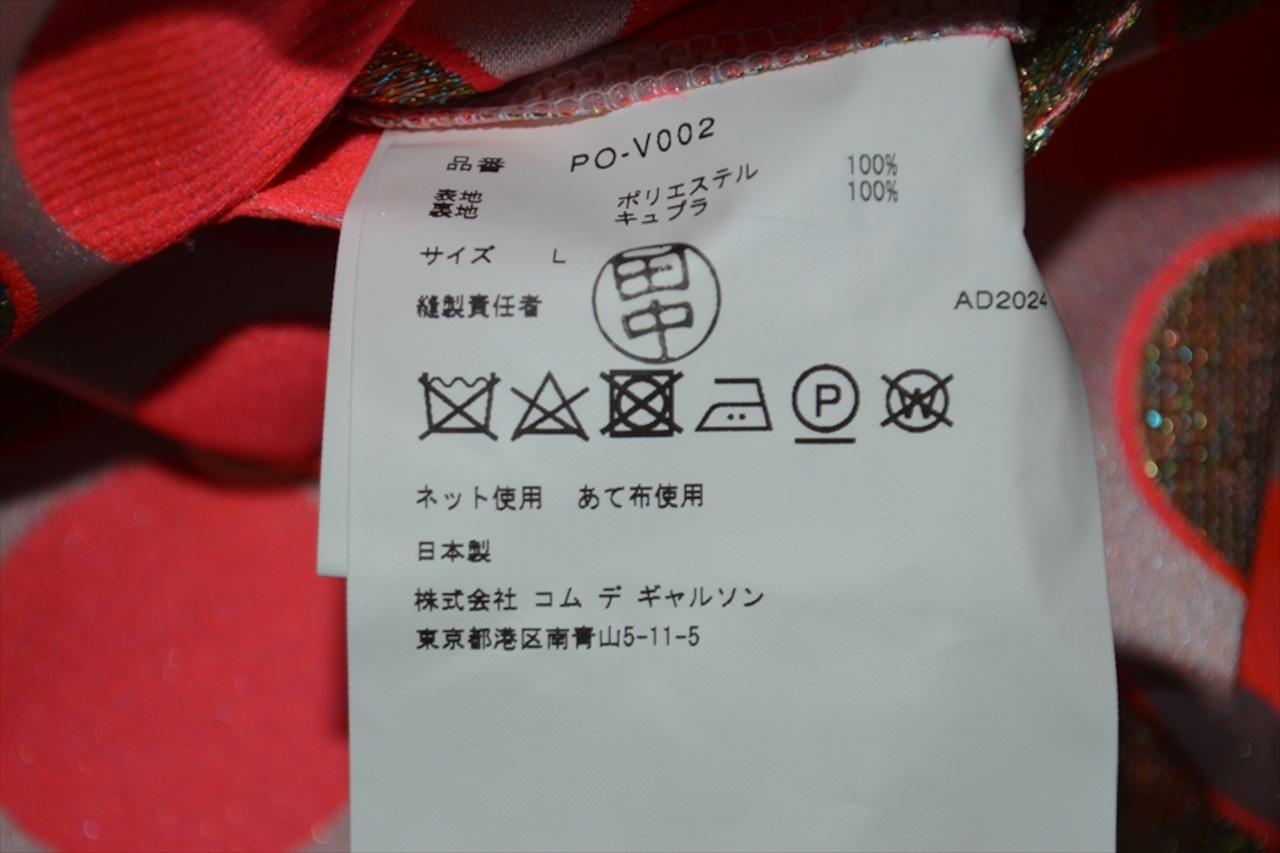 品番 PO-V002
表地 ポリエステル 100%
裏地 キュプラ 100%
サイズ L
縫製責任者 田中 AD2024
P W
ネット使用 あて布使用
日本製
株式会社 コム デ ギャルソン
東京都港区南青山5-11-5